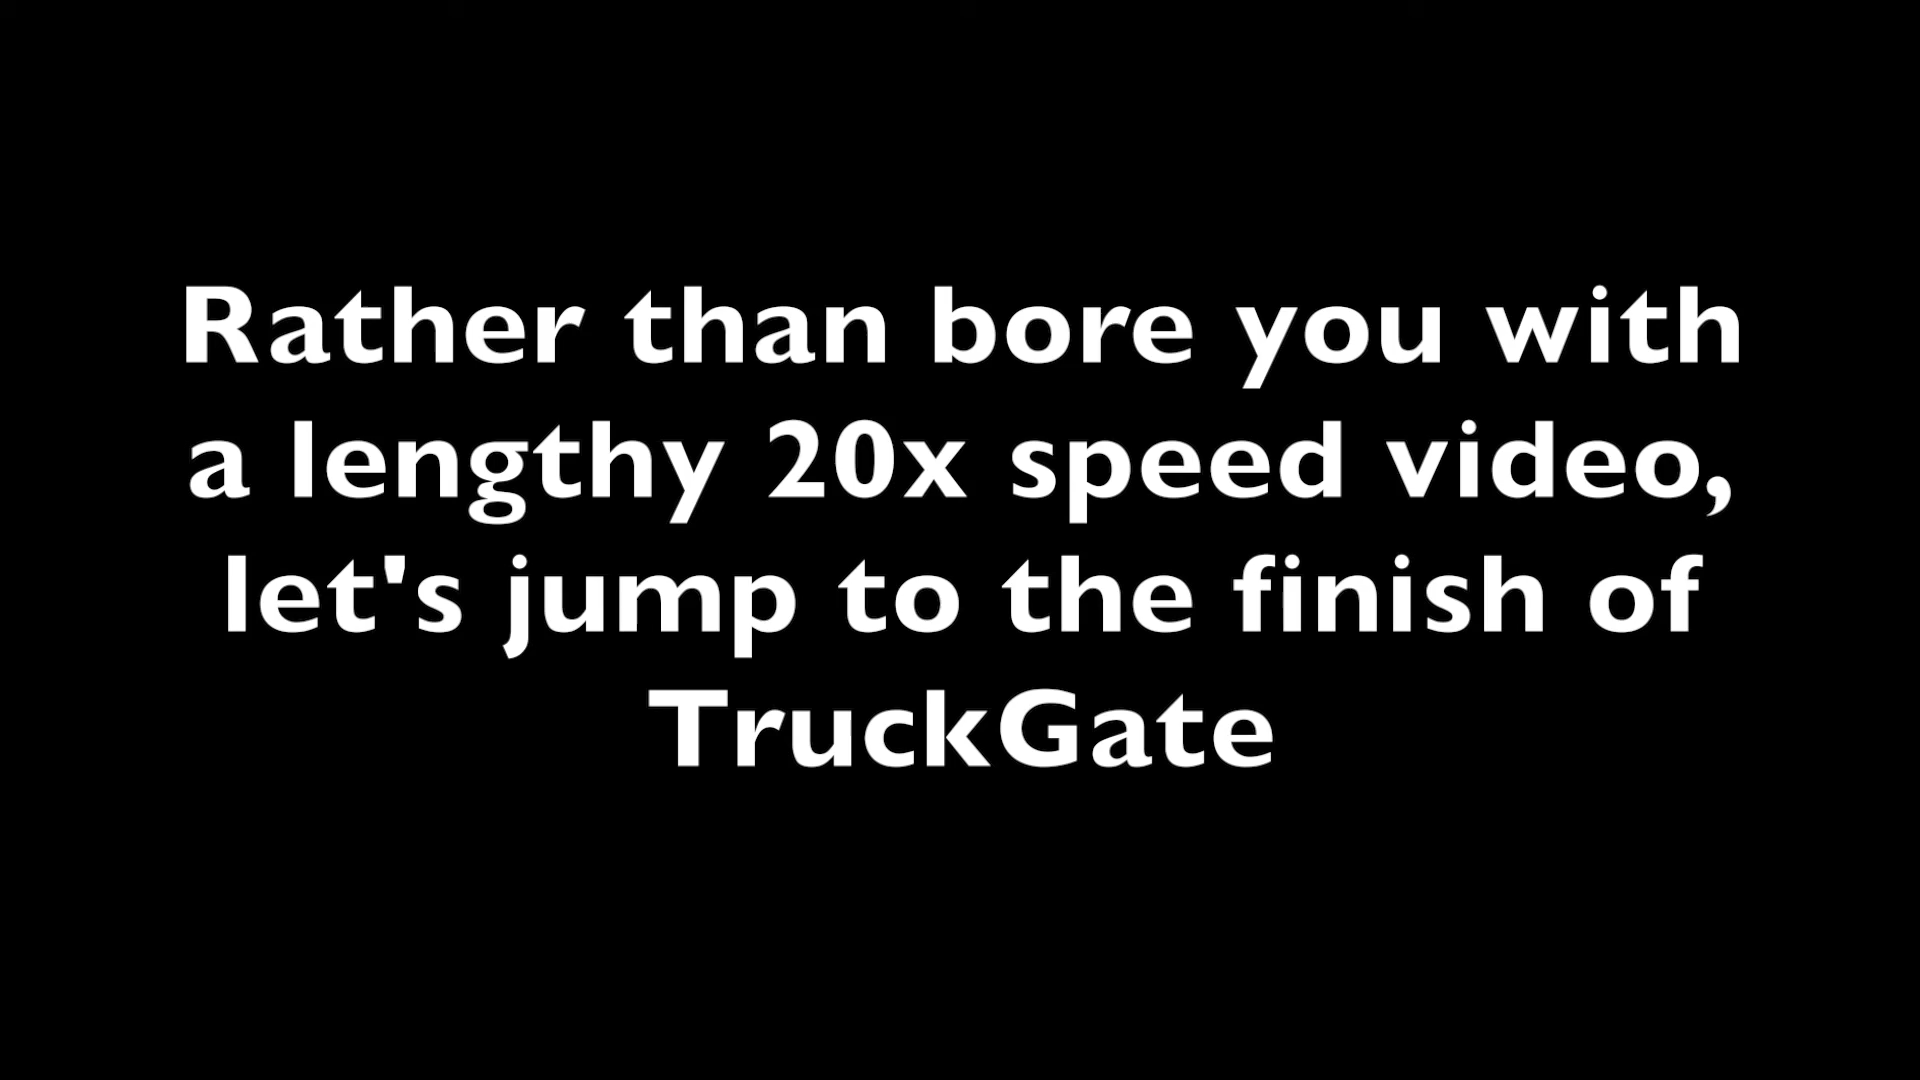 Rather than bore you with
a lengthy 20x speed video,
let's jump to the finish of
TruckGate